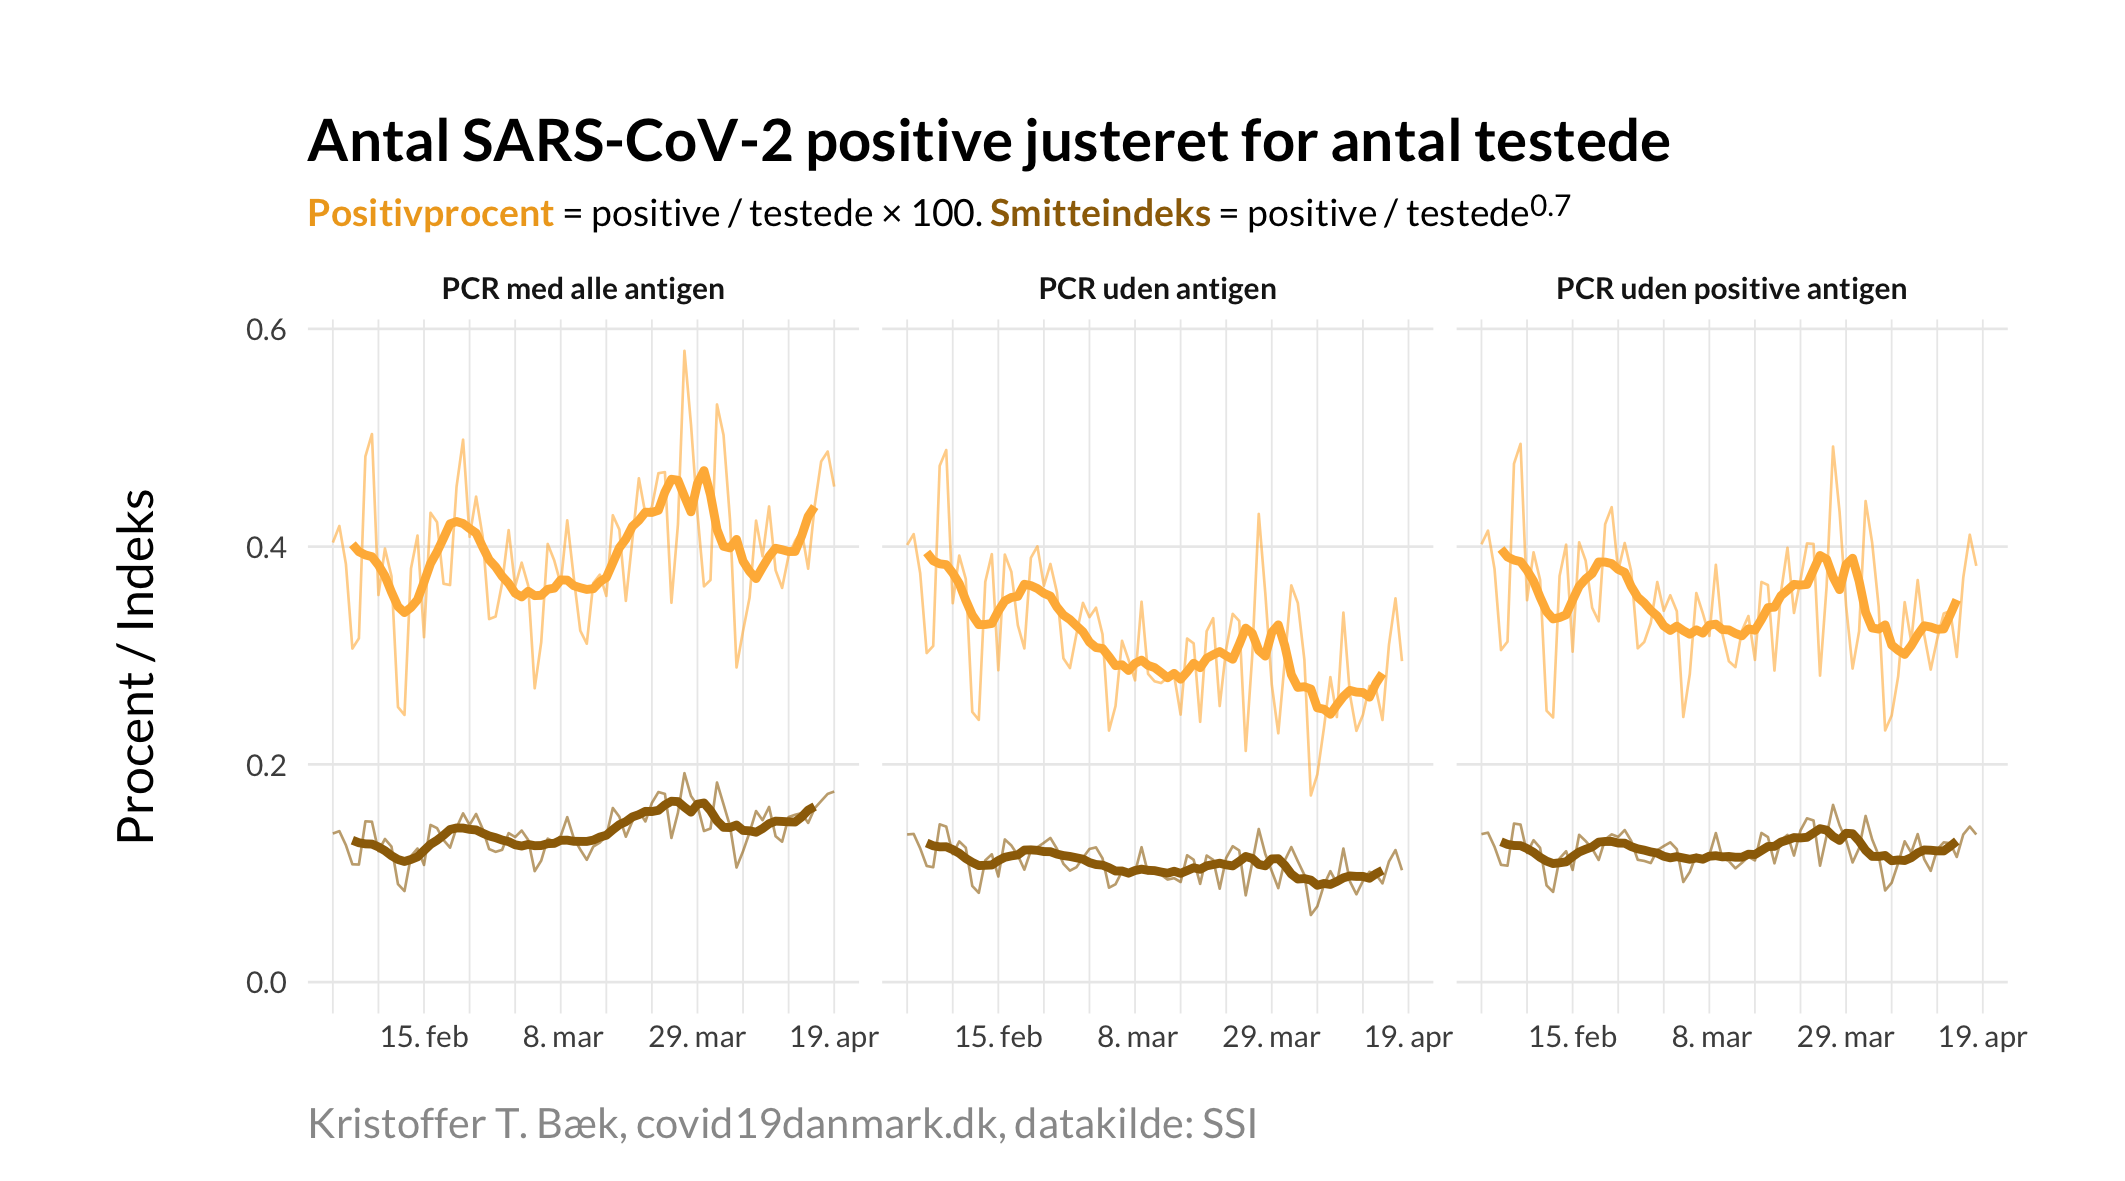 Antal SARS-CoV-2 positive justeret for antal testede
Positivprocent = positive / testede × 100. Smitteindeks = positive / testede^0.7
PCR med alle antigen
PCR uden antigen
PCR uden positive antigen
Procent / Indeks
0.6
0.4
0.2
0.0
15. feb 8. mar 29. mar 19. apr
15. feb 8. mar 29. mar 19. apr
15. feb 8. mar 29. mar 19. apr
Kristoffer T. Bæk, covid19danmark.dk, datakilde: SSI